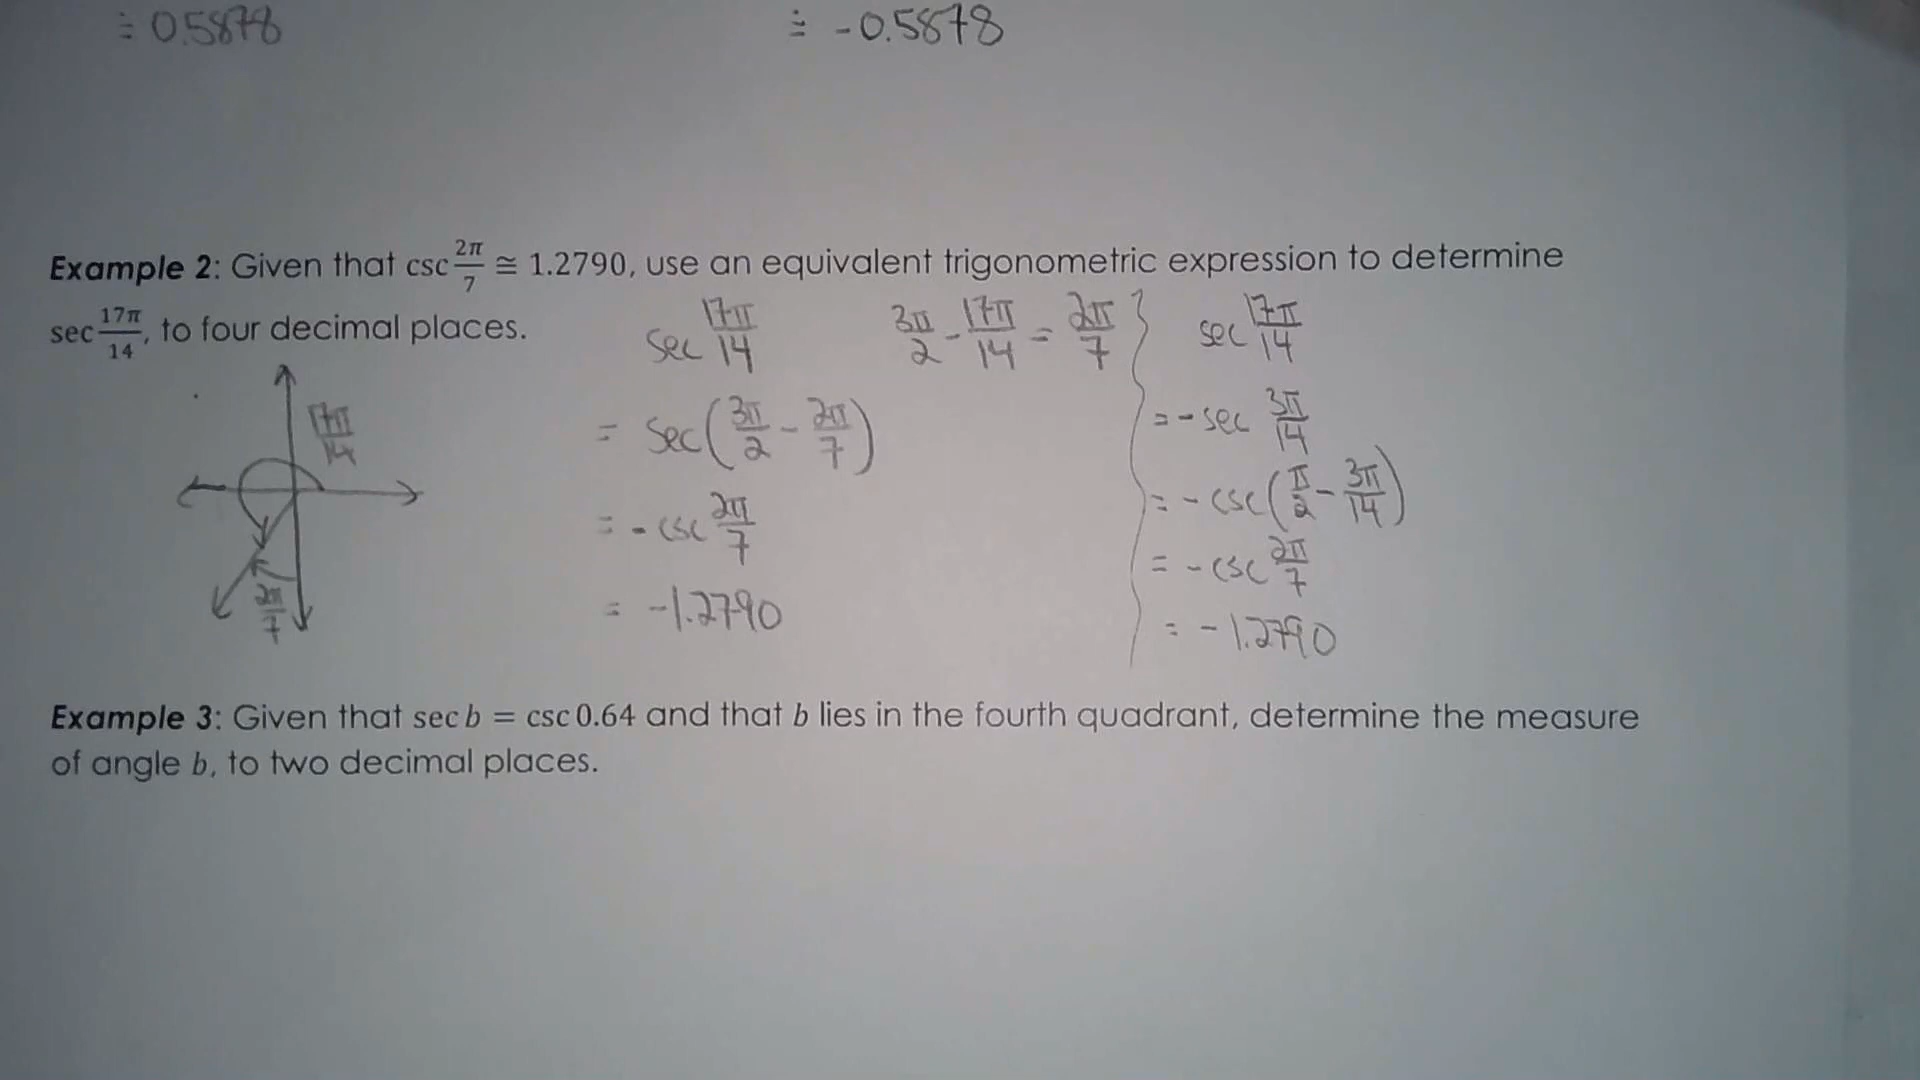 ≐ 0.5878
≐ -0.5878
Example 2: Given that csc 2π/7 ≅ 1.2790, use an equivalent trigonometric expression to determine
sec 17π/14, to four decimal places.
17π/14
2π/7
sec 17π/14
= sec(3π/2 - 2π/7)
= -csc 2π/7
= -1.2790
3π/2 - 17π/14 = 2π/7
sec 17π/14
= -sec 3π/14
= -csc(π/2 - 3π/14)
= -csc 2π/7
= -1.2790
Example 3: Given that sec b = csc 0.64 and that b lies in the fourth quadrant, determine the measure
of angle b, to two decimal places.